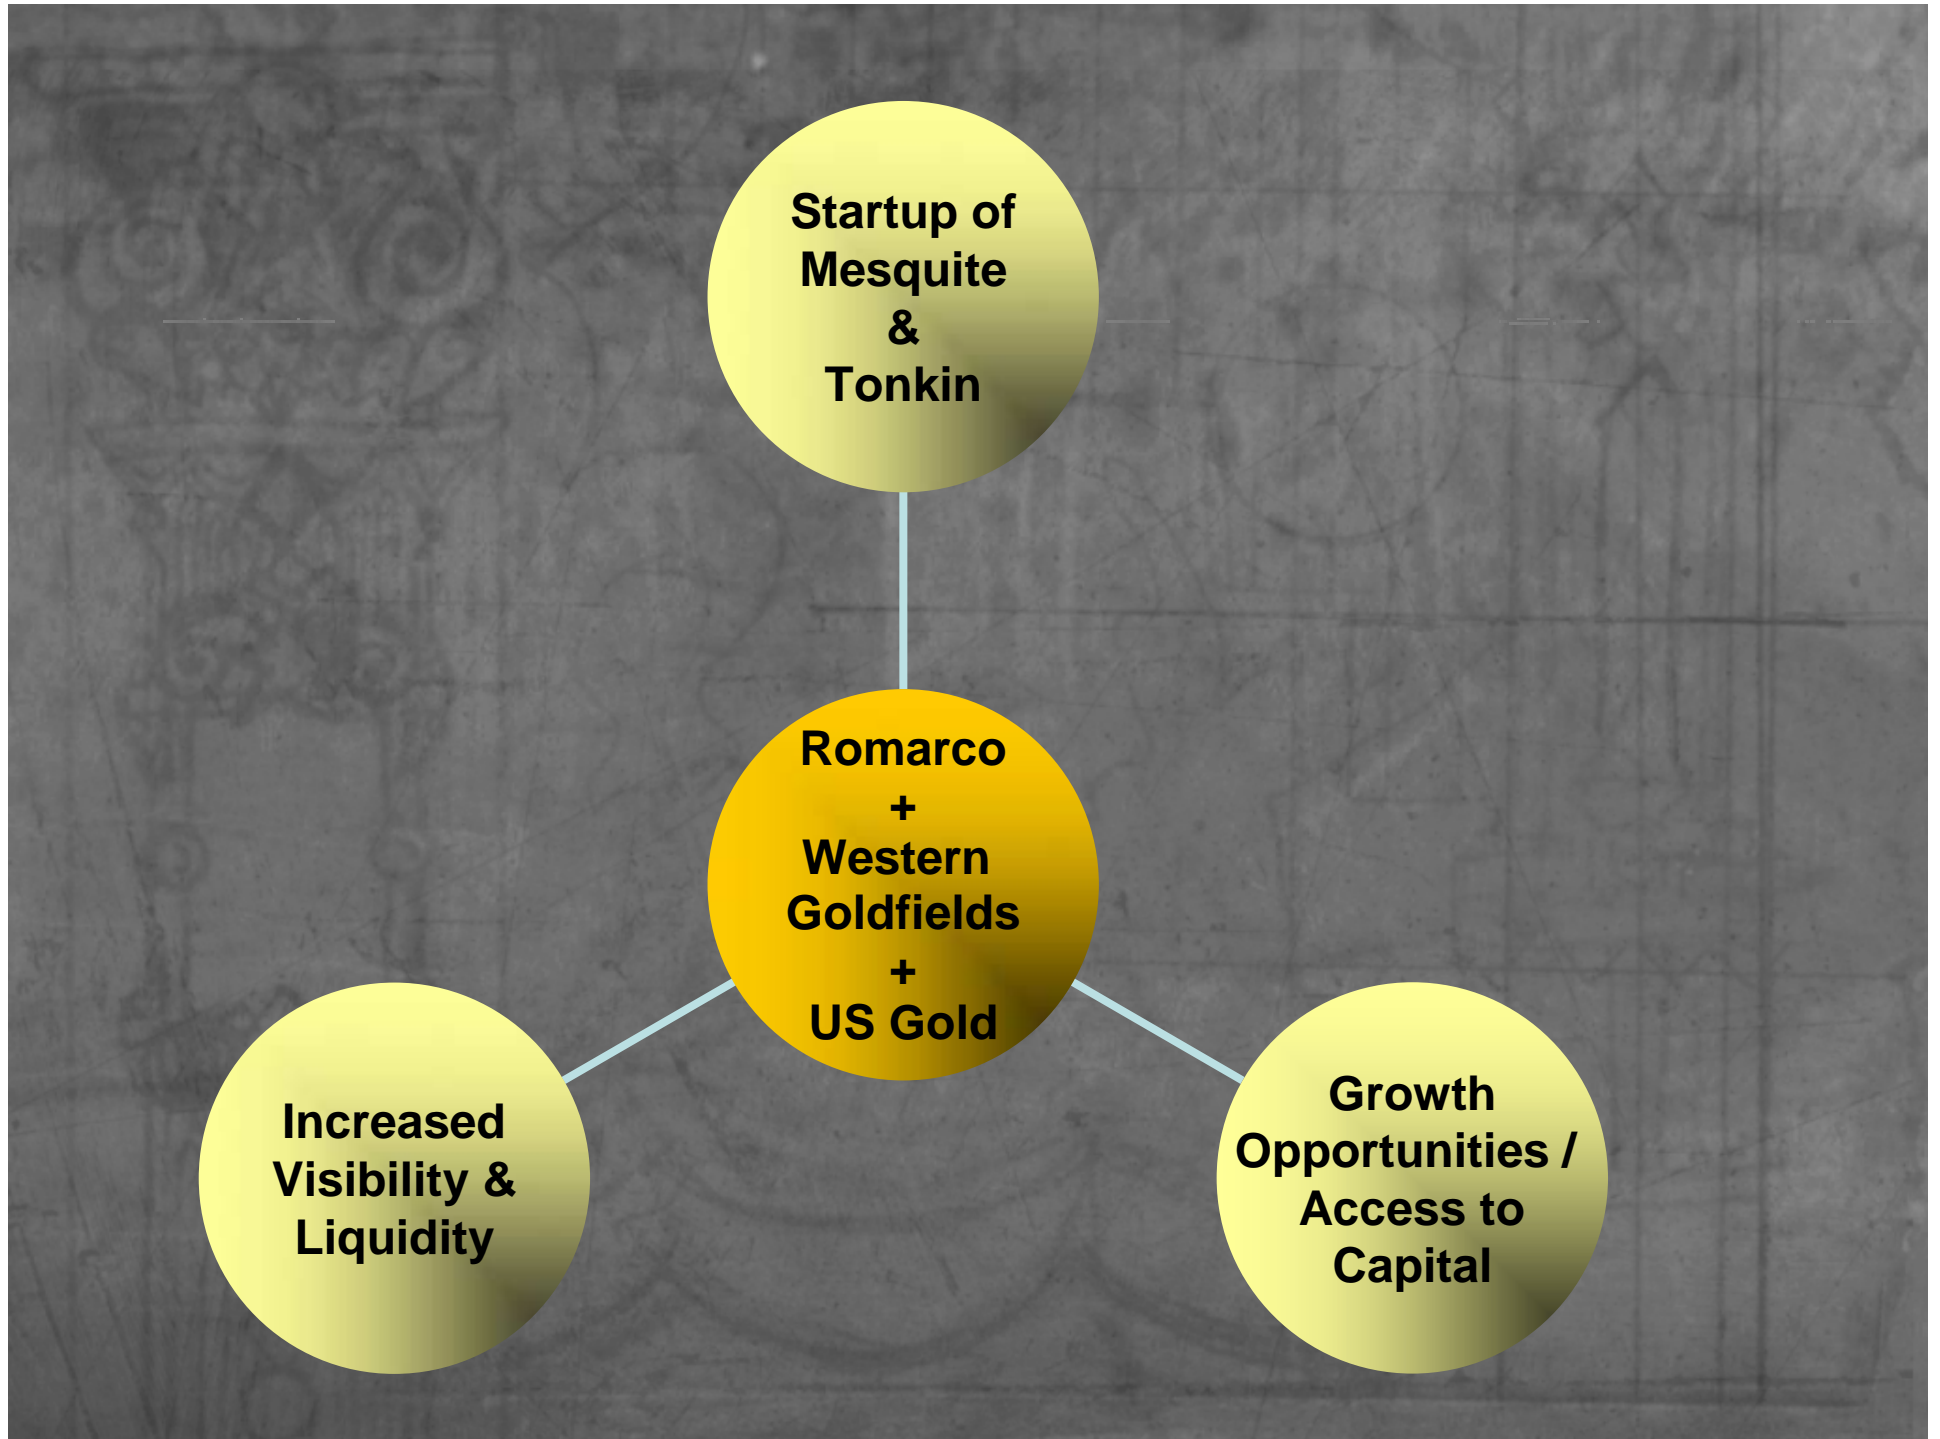 Startup of
Mesquite
&
Tonkin
Romarco
+
Western
Goldfields
+
US Gold
Increased
Visibility &
Liquidity
Growth
Opportunities /
Access to
Capital